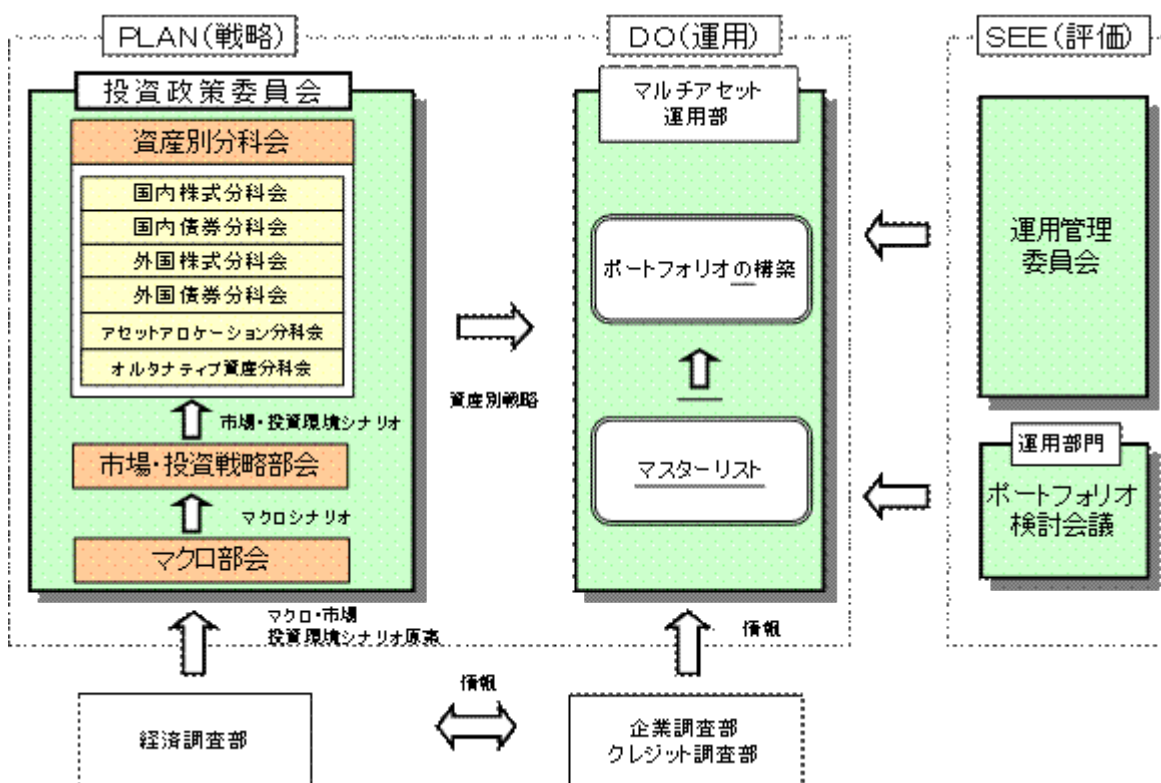 PLAN(戦略)
DO(運用)
SEE(評価)
投資政策委員会
資産別分科会
国内株式分科会
国内債券分科会
外国株式分科会
外国債券分科会
アセットアロケーション分科会
オルタナティブ資産分科会
市場・投資環境シナリオ
市場・投資戦略部会
マクロシナリオ
マクロ部会
マクロ・市場
投資環境シナリオ原案
経済調査部
資産別戦略
情報
マルチアセット
運用部
ポートフォリオの構築
マスターリスト
情報
企業調査部
クレジット調査部
運用管理
委員会
運用部門
ポートフォリオ
検討会議